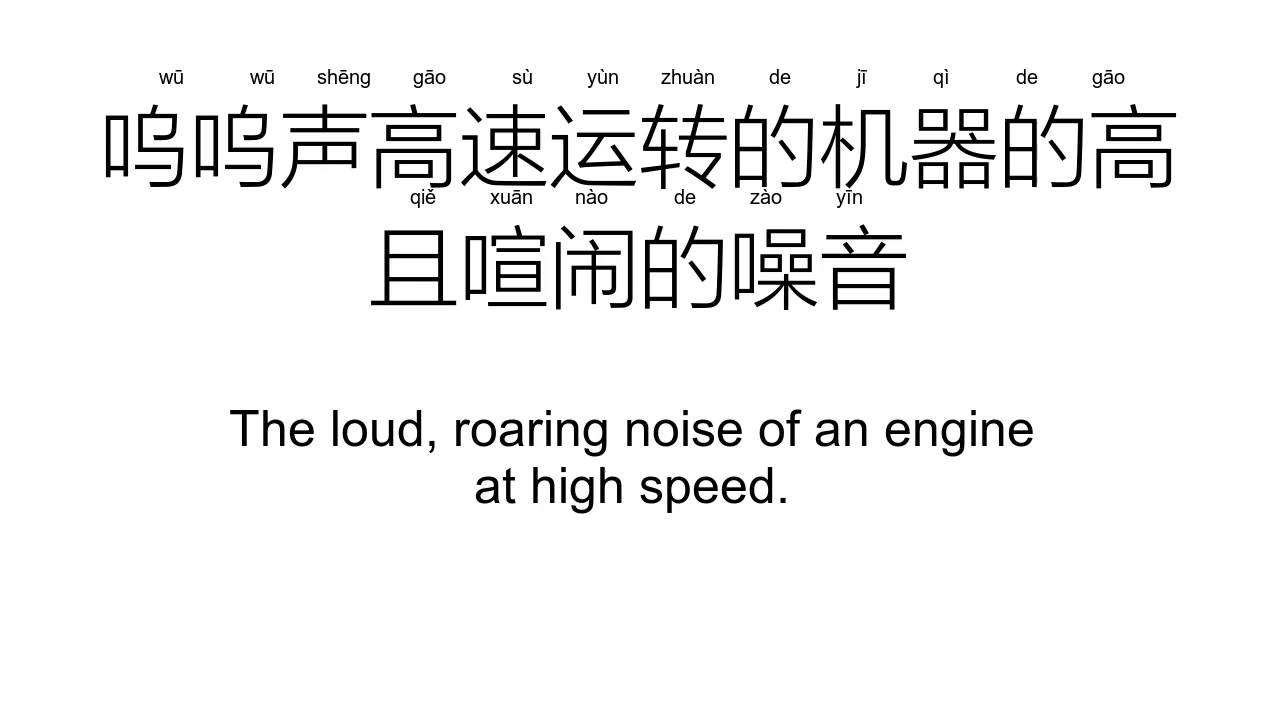 wū wū shēng gāo sù yùn zhuàn de jī qì de gāo
呜呜声高速运转的机器的高
qiě xuān nào de zào yīn
且喧闹的噪音
The loud, roaring noise of an engine
at high speed.